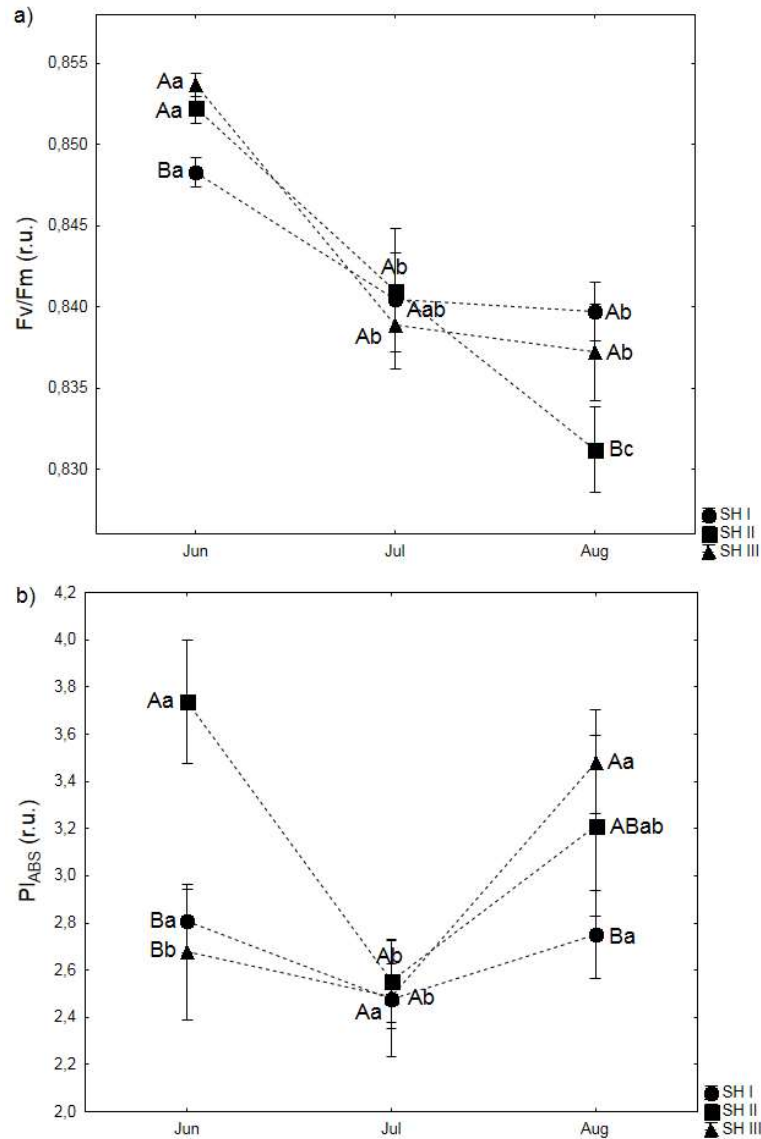 a)
0,855
0,850
0,845
0,840
0,835
0,830
Fv/Fm (r.u.)
Aa
Aa
Ba
Ab
Aab
Ab
Ab
Ab
Bc
Jun
Jul
Aug
SH I
SH II
SH III
b)
4,2
4,0
3,8
3,6
3,4
3,2
3,0
2,8
2,6
2,4
2,2
2,0
PI_ABS (r.u.)
Aa
Ba
Bb
Ab
Aa
Ab
Aa
ABab
Ba
Jun
Jul
Aug
SH I
SH II
SH III